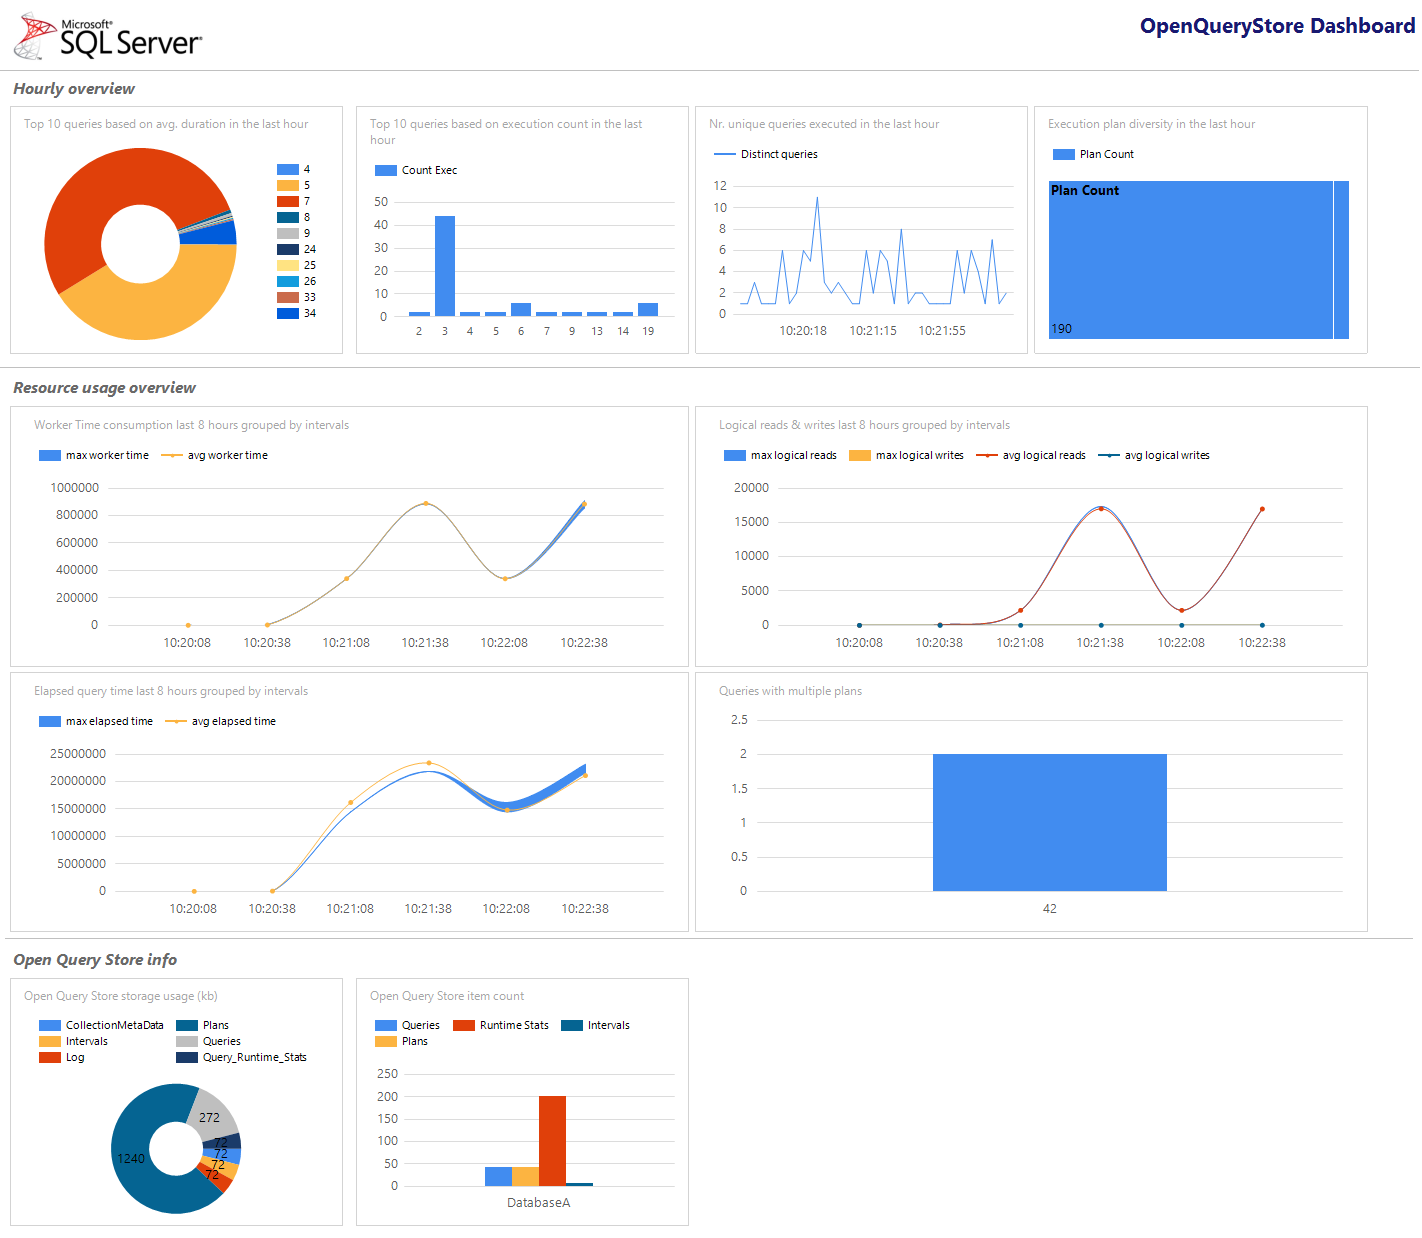 Microsoft®
SQL Server®
OpenQueryStore Dashboard
Hourly overview
Top 10 queries based on avg. duration in the last hour
4
5
7
8
9
24
25
26
33
34
Top 10 queries based on execution count in the last
hour
Count Exec
50
40
30
20
10
0
2 3 4 5 6 7 9 13 14 19
Nr. unique queries executed in the last hour
Distinct queries
12
10
8
6
4
2
0
10:20:18 10:21:15 10:21:55
Execution plan diversity in the last hour
Plan Count
Plan Count
190
Resource usage overview
Worker Time consumption last 8 hours grouped by intervals
max worker time avg worker time
1000000
800000
600000
400000
200000
0
10:20:08 10:20:38 10:21:08 10:21:38 10:22:08 10:22:38
Logical reads & writes last 8 hours grouped by intervals
max logical reads max logical writes avg logical reads avg logical writes
20000
15000
10000
5000
0
10:20:08 10:20:38 10:21:08 10:21:38 10:22:08 10:22:38
Elapsed query time last 8 hours grouped by intervals
max elapsed time avg elapsed time
25000000
20000000
15000000
10000000
5000000
0
10:20:08 10:20:38 10:21:08 10:21:38 10:22:08 10:22:38
Queries with multiple plans
2.5
2
1.5
1
0.5
0
42
Open Query Store info
Open Query Store storage usage (kb)
CollectionMetaData Plans
Intervals Queries
Log Query_Runtime_Stats
272
72
72
72
72
1240
Open Query Store item count
Queries Runtime Stats Intervals
Plans
250
200
150
100
50
0
DatabaseA